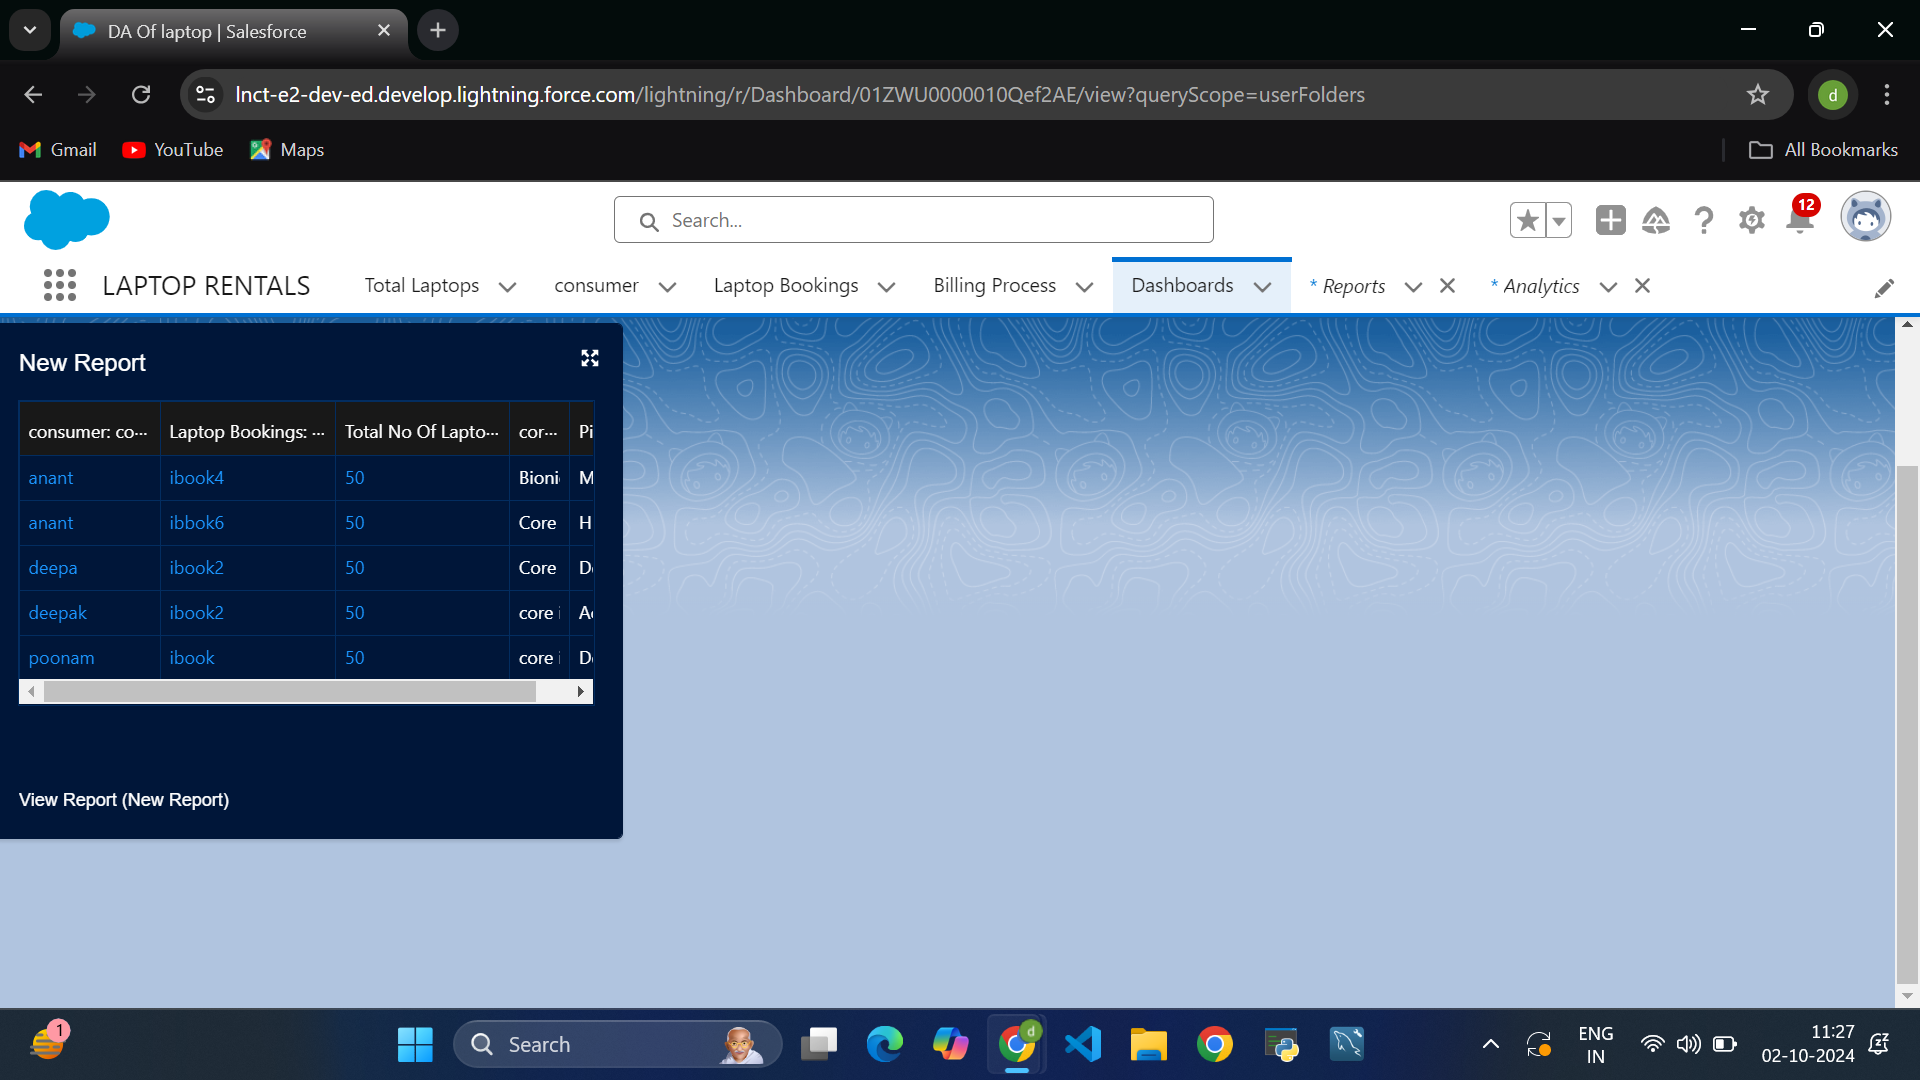 DA Of laptop | Salesforce
lnct-e2-dev-ed.develop.lightning.force.com/lightning/r/Dashboard/01ZWU0000010Qef2AE/view?queryScope=userFolders
d
Gmail YouTube Maps All Bookmarks
Search...
12
LAPTOP RENTALS Total Laptops consumer Laptop Bookings Billing Process Dashboards * Reports * Analytics
New Report
consumer: co... Laptop Bookings: ... Total No Of Lapto... cor... Pi
anant ibook4 50 Bioni M
anant ibbok6 50 Core H
deepa ibook2 50 Core D
deepak ibook2 50 core i A
poonam ibook 50 core i D
View Report (New Report)
1
Search
d
ENG
IN
11:27
02-10-2024